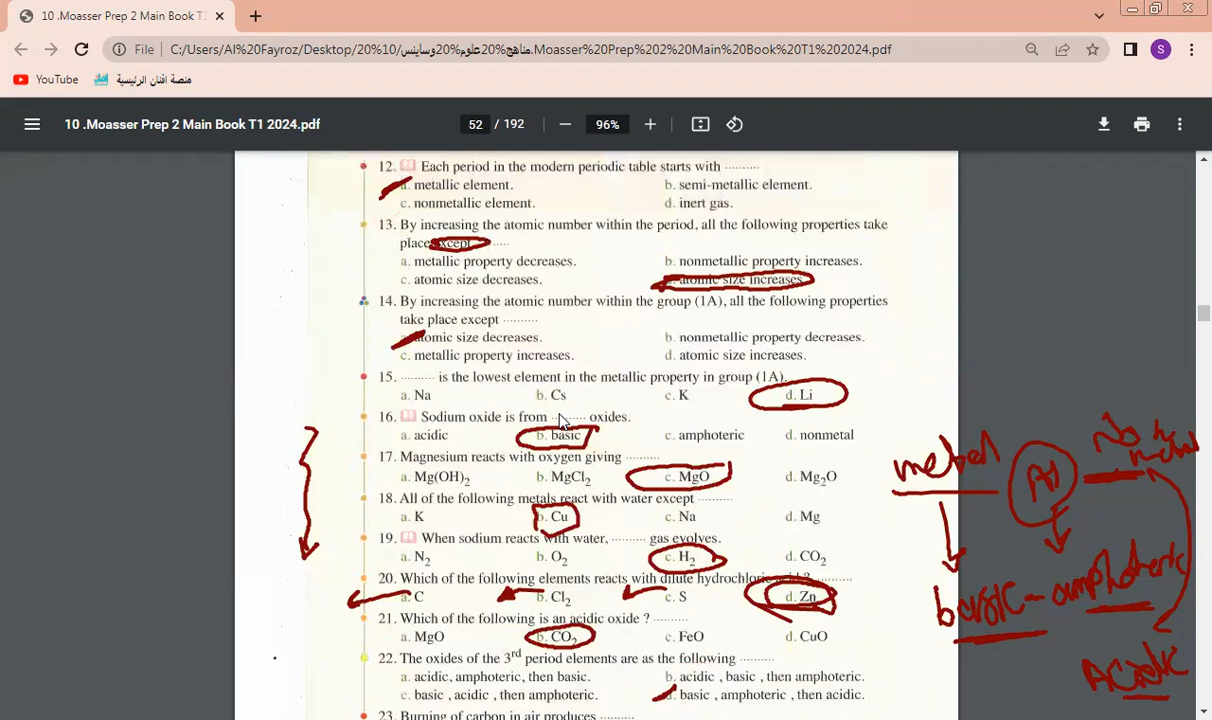 10 .Moasser Prep 2 Main Book T1
File
C:/Users/Al%20Fayroz/Desktop/20%10/مناهج%20علوم%20وساينس.Moasser%20Prep%202%20Main%20Book%20T1%202024.pdf
S
YouTube
منصة افنان الرئيسية
10 .Moasser Prep 2 Main Book T1 2024.pdf
52 / 192
96%
12. Each period in the modern periodic table starts with ..........
a. metallic element.
b. semi-metallic element.
c. nonmetallic element.
d. inert gas.
13. By increasing the atomic number within the period, all the following properties take
place except .....
a. metallic property decreases.
b. nonmetallic property increases.
c. atomic size decreases.
d. atomic size increases.
14. By increasing the atomic number within the group (1A), all the following properties
take place except ..........
a. atomic size decreases.
b. nonmetallic property decreases.
c. metallic property increases.
d. atomic size increases.
15. .......... is the lowest element in the metallic property in group (1A).
a. Na
b. Cs
c. K
d. Li
16. Sodium oxide is from .......... oxides.
a. acidic
b. basic
c. amphoteric
d. nonmetal
17. Magnesium reacts with oxygen giving ..........
a. Mg(OH)₂
b. MgCl₂
c. MgO
d. Mg₂O
18. All of the following metals react with water except ..........
a. K
b. Cu
c. Na
d. Mg
19. When sodium reacts with water, .......... gas evolves.
a. N₂
b. O₂
c. H₂
d. CO₂
20. Which of the following elements reacts with dilute hydrochloric acid ? ..........
a. C
b. Cl₂
c. S
d. Zn
21. Which of the following is an acidic oxide ? ..........
a. MgO
b. CO₂
c. FeO
d. CuO
22. The oxides of the 3rd period elements are as the following ..........
a. acidic, amphoteric, then basic.
b. acidic , basic , then amphoteric.
c. basic , acidic , then amphoteric.
d. basic , amphoteric , then acidic.
23. Burning of carbon in air produces ..........
metal
Al
basic - amphoteric
Acidic